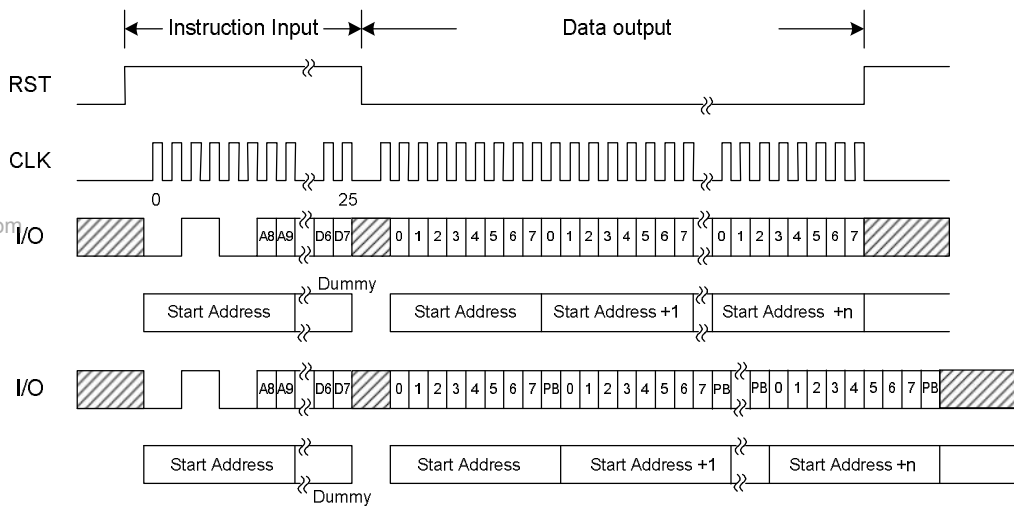 Instruction Input Data output
RST
CLK
0 25
om
I/O A8 A9 D6 D7 0 1 2 3 4 5 6 7 0 1 2 3 4 5 6 7 0 1 2 3 4 5 6 7
Dummy
Start Address Start Address Start Address +1 Start Address +n
I/O A8 A9 D6 D7 0 1 2 3 4 5 6 7 PB 0 1 2 3 4 5 6 7 PB PB 0 1 2 3 4 5 6 7 PB
Start Address Start Address Start Address +1 Start Address +n
Dummy